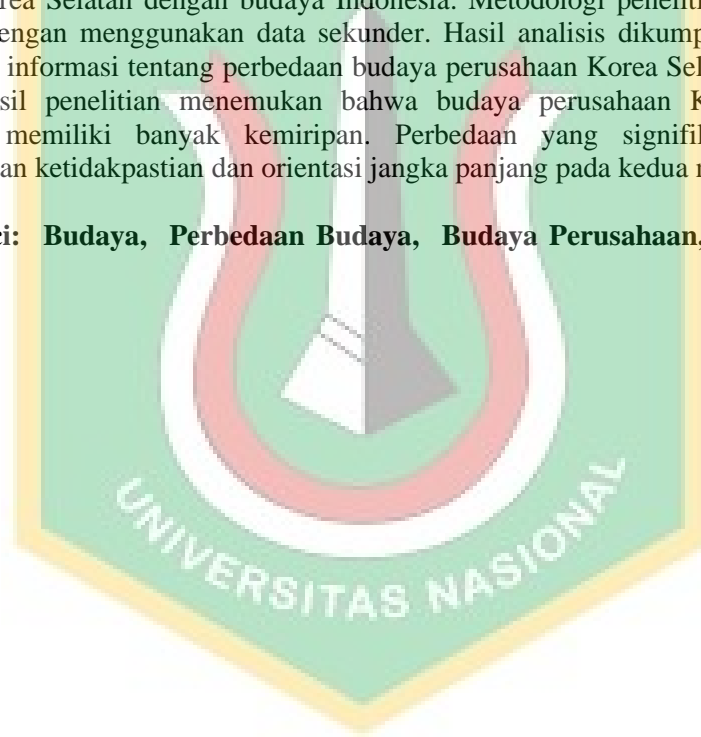 rea Selatan dengan budaya Indonesia. Metodologi peneliti
engan menggunakan data sekunder. Hasil analisis dikump
informasi tentang perbedaan budaya perusahaan Korea Sel
sil penelitian menemukan bahwa budaya perusahaan K
memiliki banyak kemiripan. Perbedaan yang signifil
an ketidakpastian dan orientasi jangka panjang pada kedua
ci: Budaya, Perbedaan Budaya, Budaya Perusahaan,
UNIVERSITAS NASIONAL